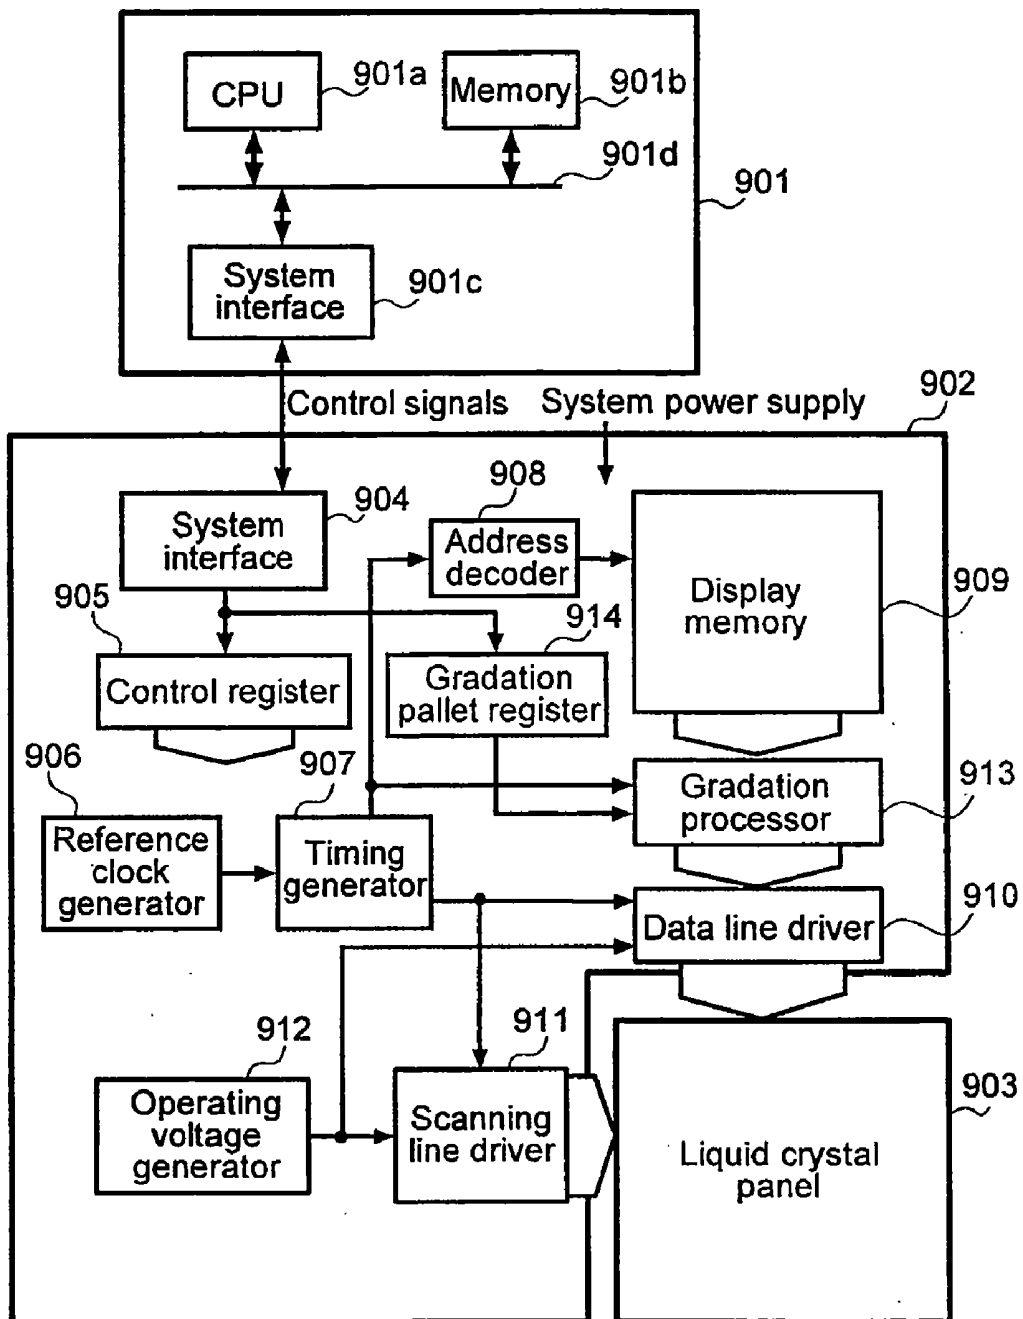 CPU
901a
Memory
901b
901d
901
System
interface
901c
Control signals
System power supply
902
System
interface
904
908
Address
decoder
Display
memory
909
905
Control register
914
Gradation
pallet register
906
Reference
clock
generator
907
Timing
generator
Gradation
processor
913
Data line driver
910
912
Operating
voltage
generator
911
Scanning
line driver
Liquid crystal
panel
903